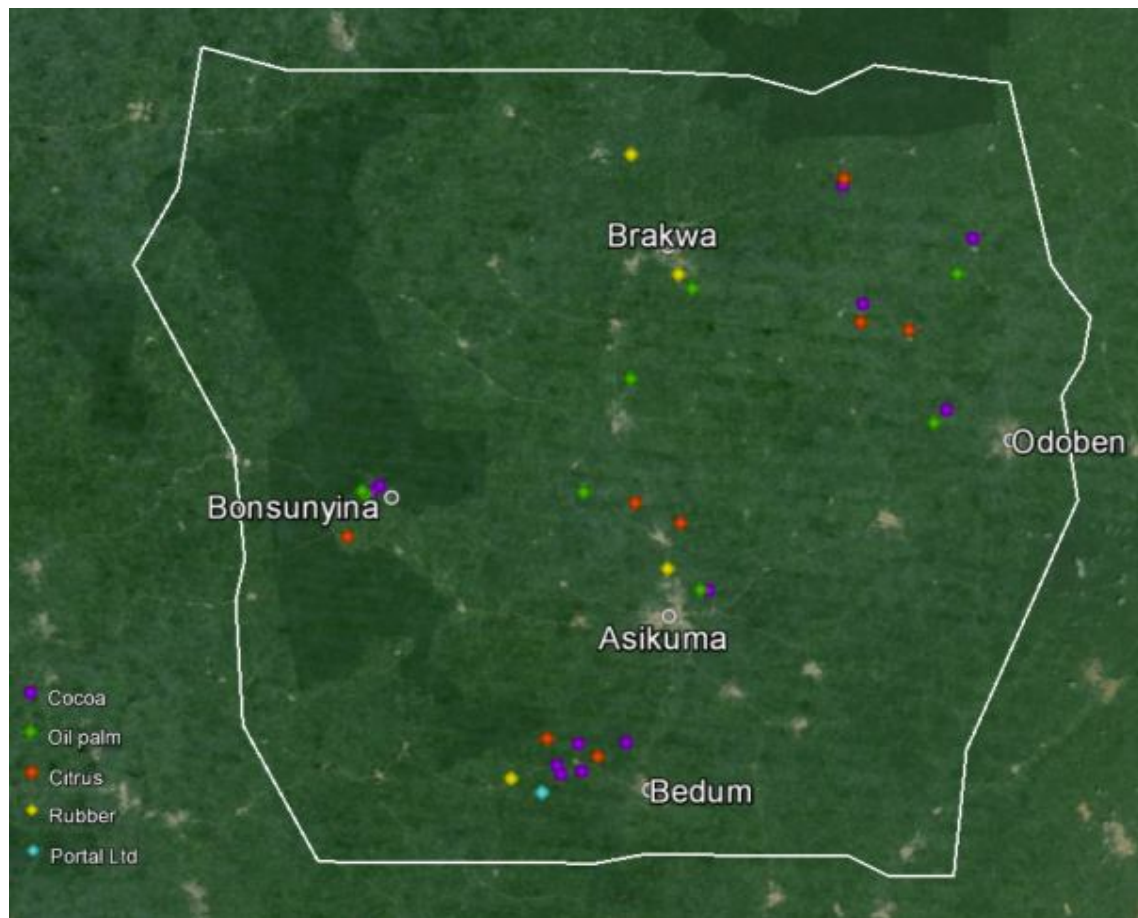 Brakwa
Odoben
Bonsunyina
Asikuma
Bedum
Cocoa
Oil palm
Citrus
Rubber
Portal Ltd